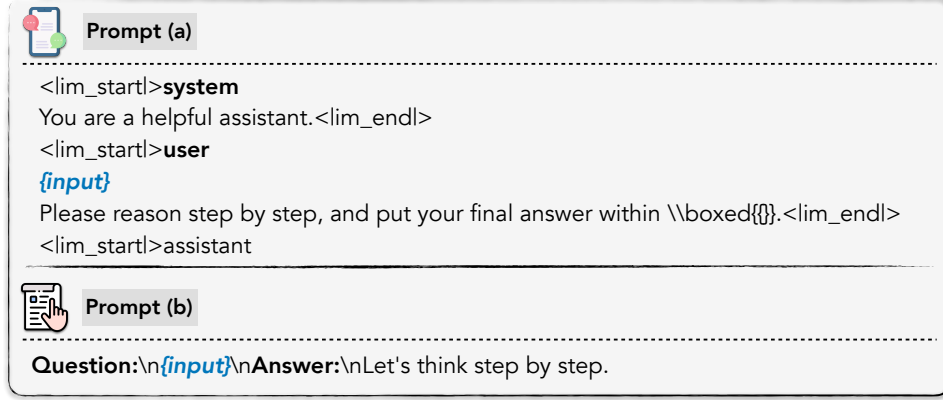 Prompt (a)
<|im_start|>system
You are a helpful assistant.<|im_end|>
<|im_start|>user
{input}
Please reason step by step, and put your final answer within \\boxed{{}}.<|im_end|>
<|im_start|>assistant
Prompt (b)
Question:\n{input}\nAnswer:\nLet's think step by step.